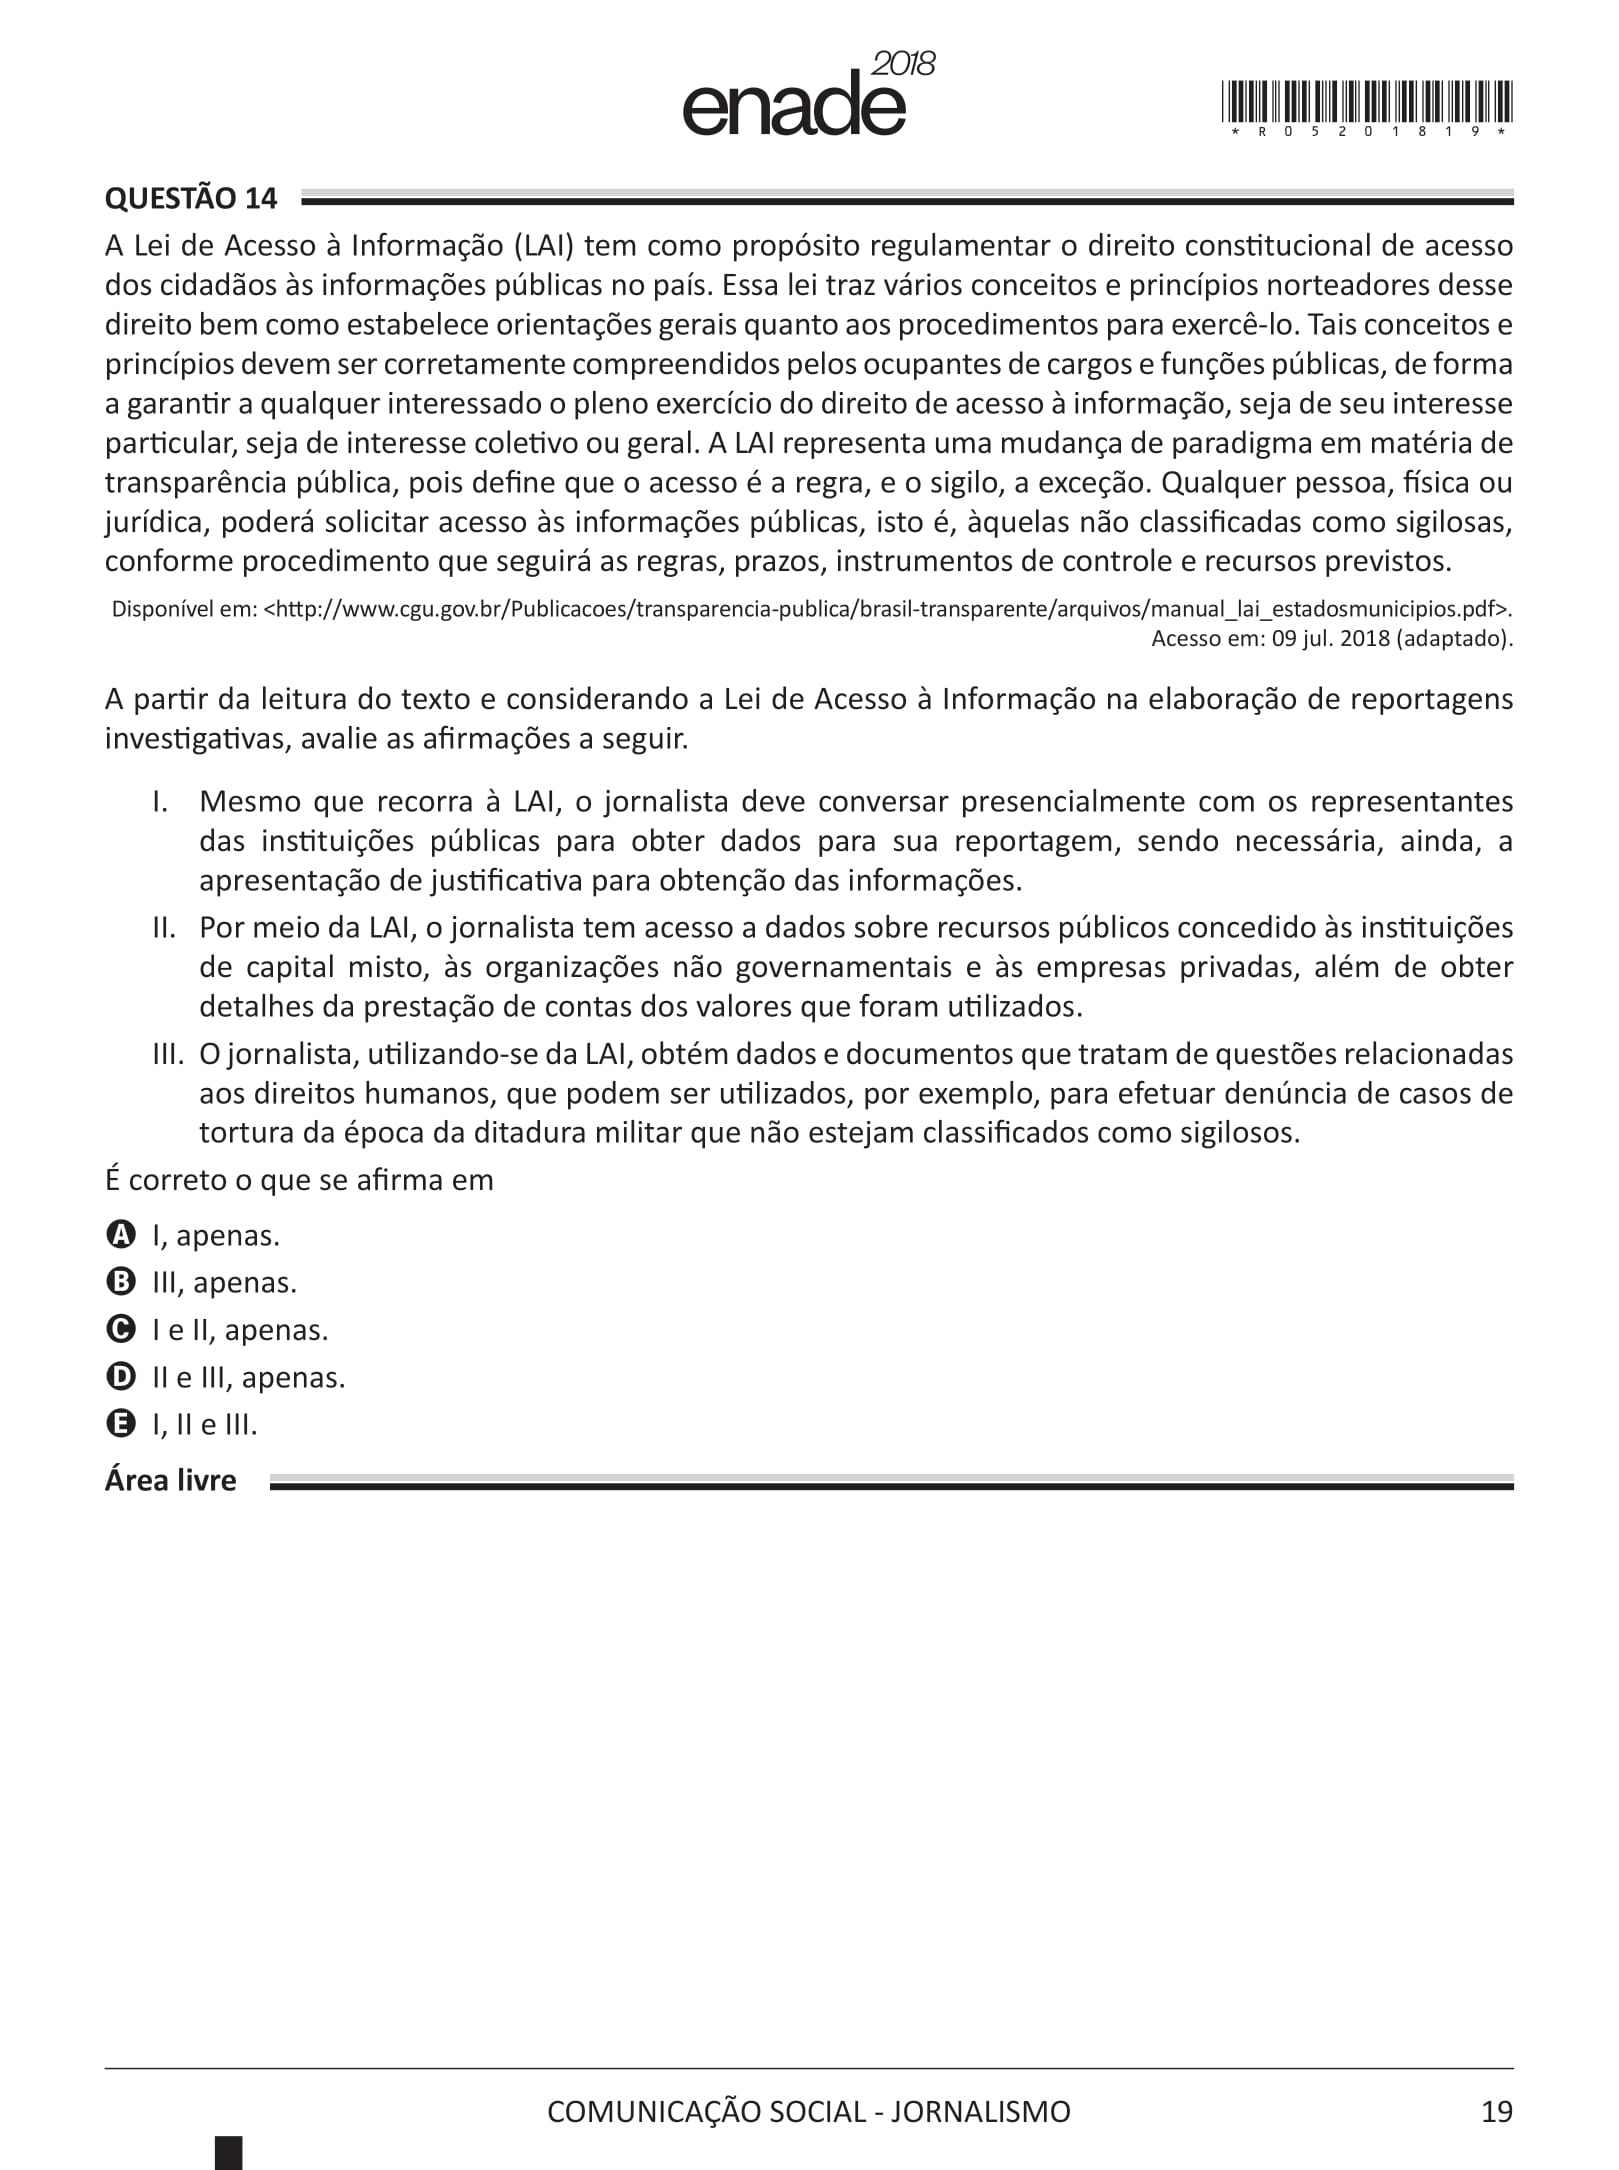 enade 2018
*R05201819*
QUESTÃO 14
A Lei de Acesso à Informação (LAI) tem como propósito regulamentar o direito constitucional de acesso
dos cidadãos às informações públicas no país. Essa lei traz vários conceitos e princípios norteadores desse
direito bem como estabelece orientações gerais quanto aos procedimentos para exercê-lo. Tais conceitos e
princípios devem ser corretamente compreendidos pelos ocupantes de cargos e funções públicas, de forma
a garantir a qualquer interessado o pleno exercício do direito de acesso à informação, seja de seu interesse
particular, seja de interesse coletivo ou geral. A LAI representa uma mudança de paradigma em matéria de
transparência pública, pois define que o acesso é a regra, e o sigilo, a exceção. Qualquer pessoa, física ou
jurídica, poderá solicitar acesso às informações públicas, isto é, àquelas não classificadas como sigilosas,
conforme procedimento que seguirá as regras, prazos, instrumentos de controle e recursos previstos.
Disponível em: <http://www.cgu.gov.br/Publicacoes/transparencia-publica/brasil-transparente/arquivos/manual_lai_estadosmunicipios.pdf>.
Acesso em: 09 jul. 2018 (adaptado).
A partir da leitura do texto e considerando a Lei de Acesso à Informação na elaboração de reportagens
investigativas, avalie as afirmações a seguir.
I. Mesmo que recorra à LAI, o jornalista deve conversar presencialmente com os representantes
das instituições públicas para obter dados para sua reportagem, sendo necessária, ainda, a
apresentação de justificativa para obtenção das informações.
II. Por meio da LAI, o jornalista tem acesso a dados sobre recursos públicos concedido às instituições
de capital misto, às organizações não governamentais e às empresas privadas, além de obter
detalhes da prestação de contas dos valores que foram utilizados.
III. O jornalista, utilizando-se da LAI, obtém dados e documentos que tratam de questões relacionadas
aos direitos humanos, que podem ser utilizados, por exemplo, para efetuar denúncia de casos de
tortura da época da ditadura militar que não estejam classificados como sigilosos.
É correto o que se afirma em
A I, apenas.
B III, apenas.
C I e II, apenas.
D II e III, apenas.
E I, II e III.
Área livre
COMUNICAÇÃO SOCIAL - JORNALISMO 19